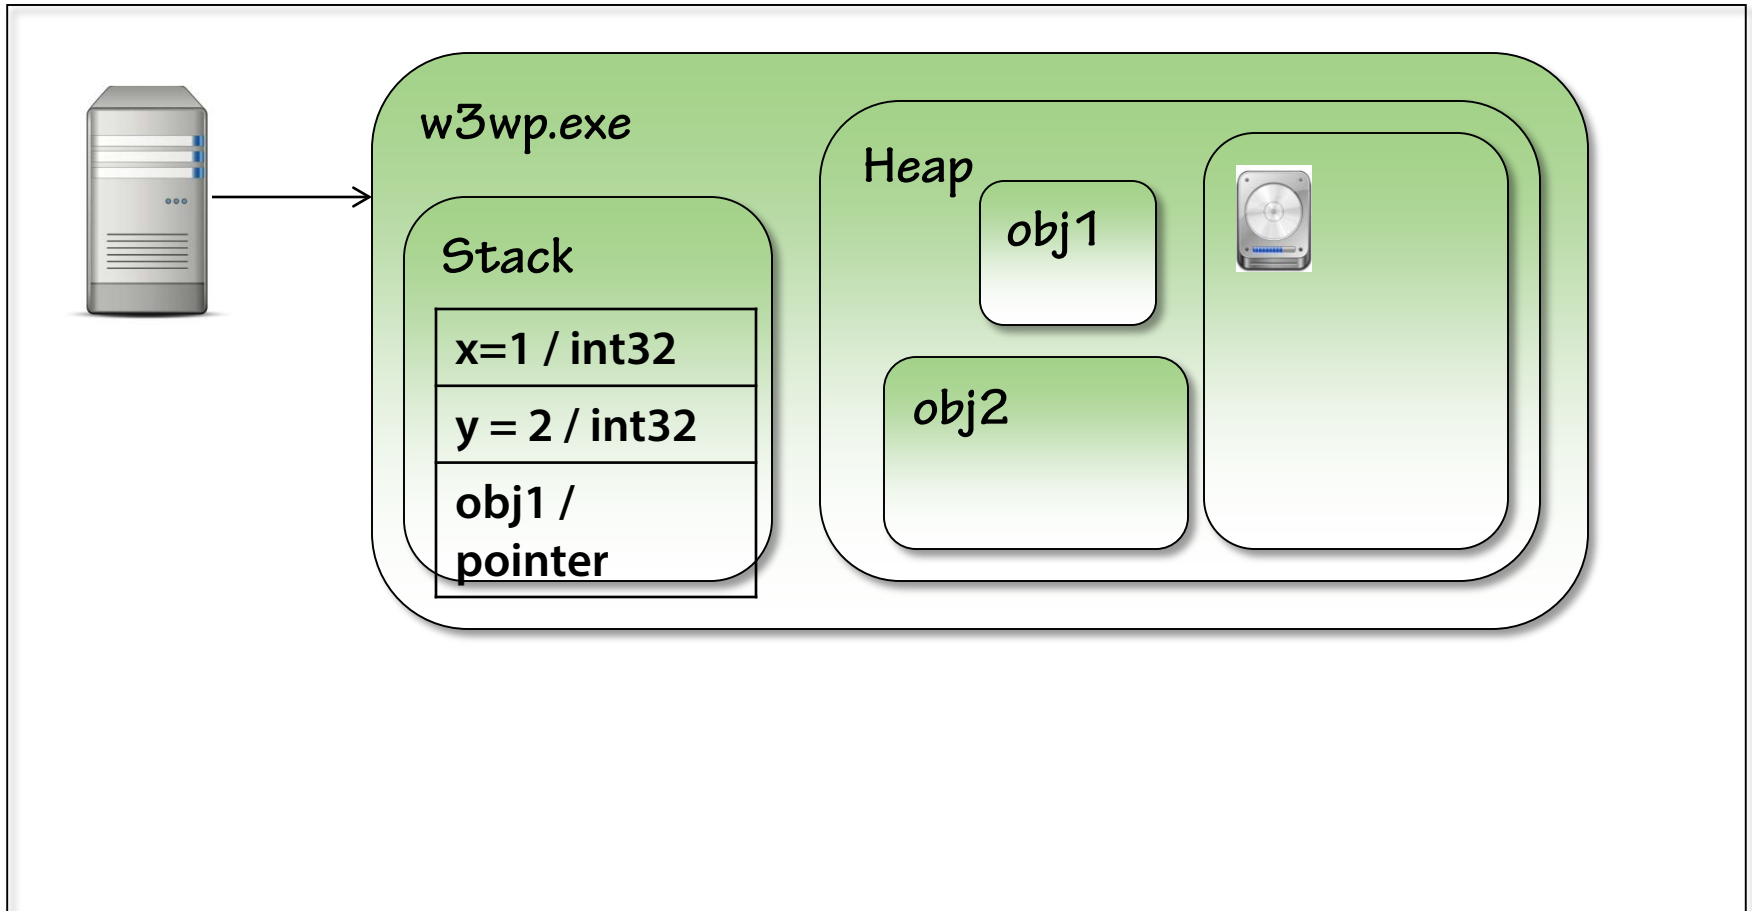 w3wp.exe
Stack
x=1 / int32
y = 2 / int32
obj1 /
pointer
Heap
obj1
obj2